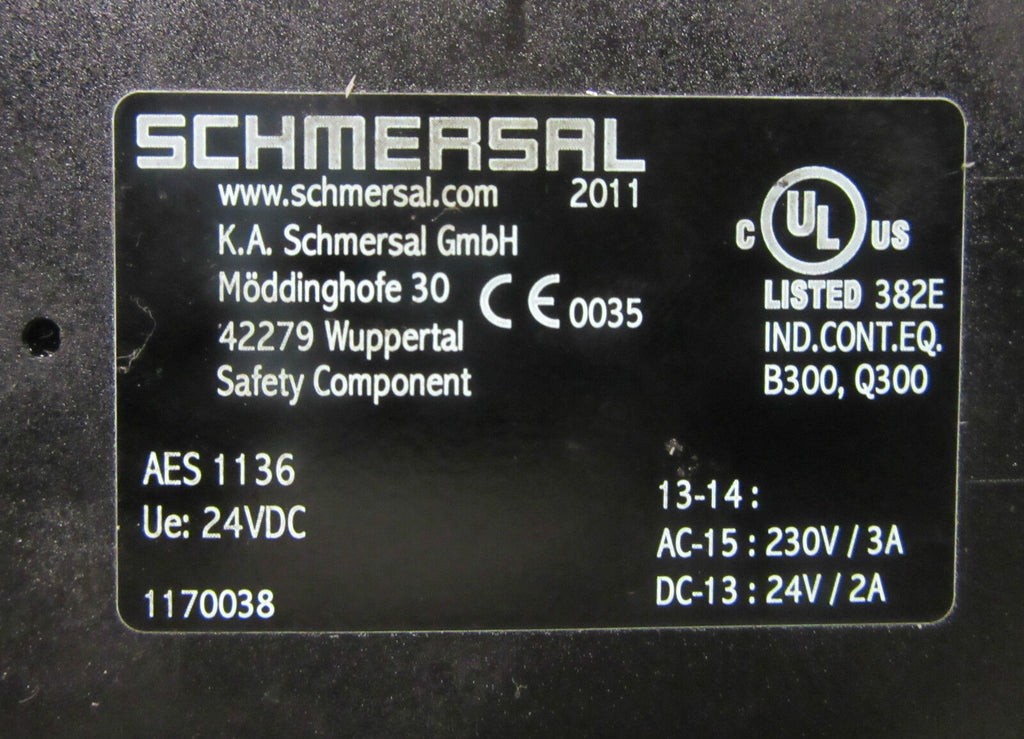 SCHMERSAL
www.schmersal.com 2011
K.A. Schmersal GmbH
Möddinghofe 30
CE 0035
42279 Wuppertal
Safety Component
C UL US
LISTED 382E
IND.CONT.EQ.
B300, Q300
AES 1136
Ue: 24VDC
1170038
13-14 :
AC-15 : 230V / 3A
DC-13 : 24V / 2A